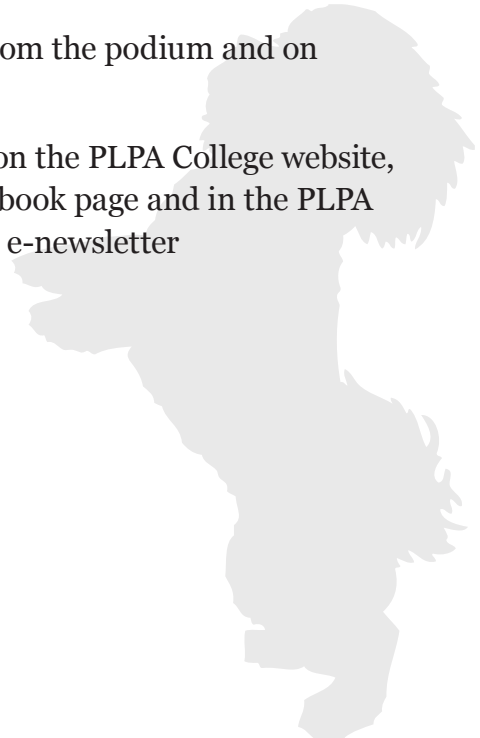 om the podium and on
on the PLPA College website,
book page and in the PLPA
e-newsletter